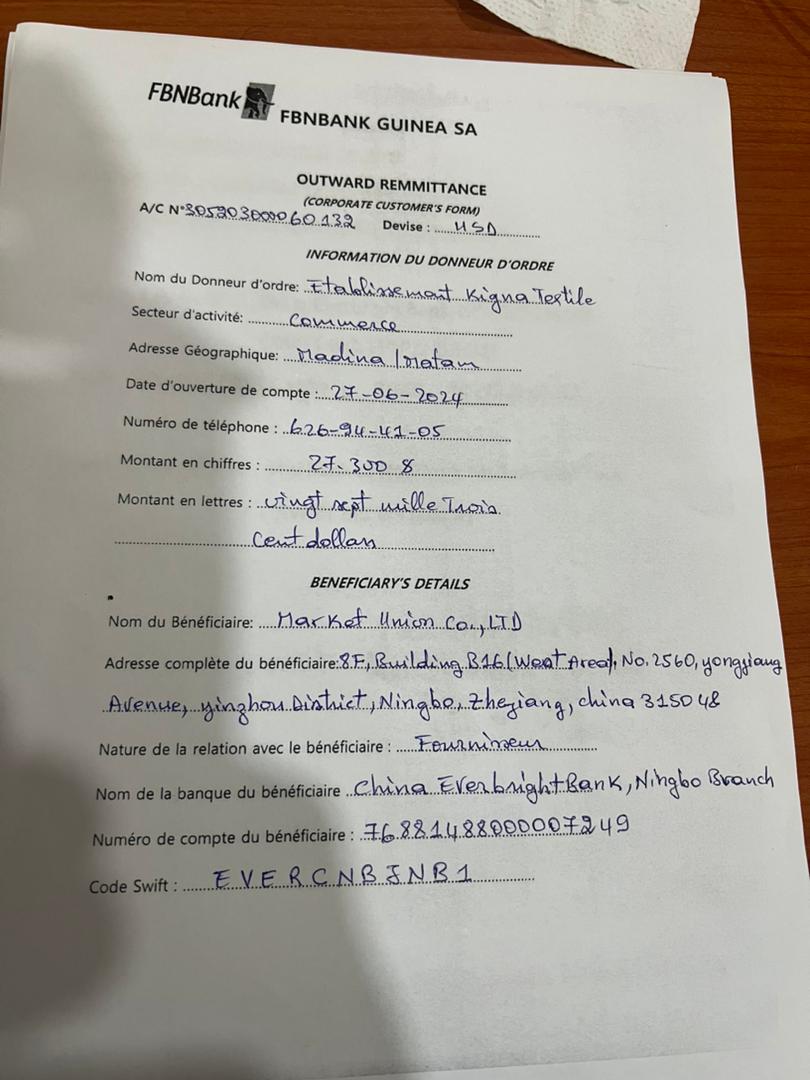 FBNBank
FBNBANK GUINEA SA
OUTWARD REMMITTANCE
(CORPORATE CUSTOMER'S FORM)
A/C N°30520300006​0132 Devise : USD
INFORMATION DU DONNEUR D'ORDRE
Nom du Donneur d'ordre: Etablissement Kigna Textile
Secteur d'activité: Commerce
Adresse Géographique: Madina/Matam
Date d'ouverture de compte : 27-06-2024
Numéro de téléphone : 626-94-41-05
Montant en chiffres : 27.300 $
Montant en lettres : vingt sept mille Trois
Cent dollars
BENEFICIARY'S DETAILS
Nom du Bénéficiaire: Market Union Co., LTD
Adresse complète du bénéficiaire: 8F, Building B16 (West Area), No. 2560, yongjiang
Avenue, yinzhou District, Ningbo, Zhejiang, china 315048
Nature de la relation avec le bénéficiaire : Fournisseur
Nom de la banque du bénéficiaire China Everbright Bank, Ningbo Branch
Numéro de compte du bénéficiaire : 76881488000007249
Code Swift : EVERCNBJNB1